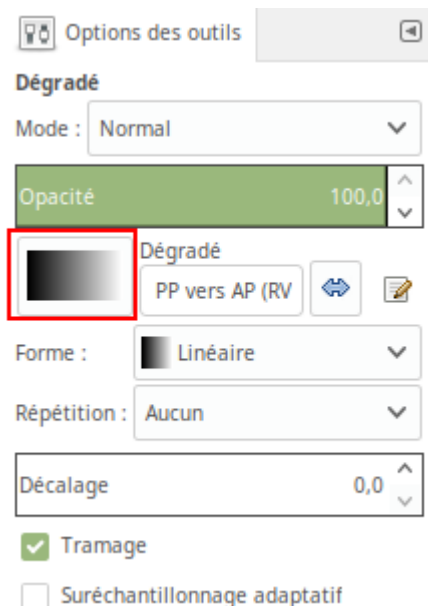 Options des outils
Dégradé
Mode : Normal
Opacité 100,0
Dégradé
PP vers AP (RV
Forme : Linéaire
Répétition : Aucun
Décalage 0,0
Tramage
Suréchantillonnage adaptatif